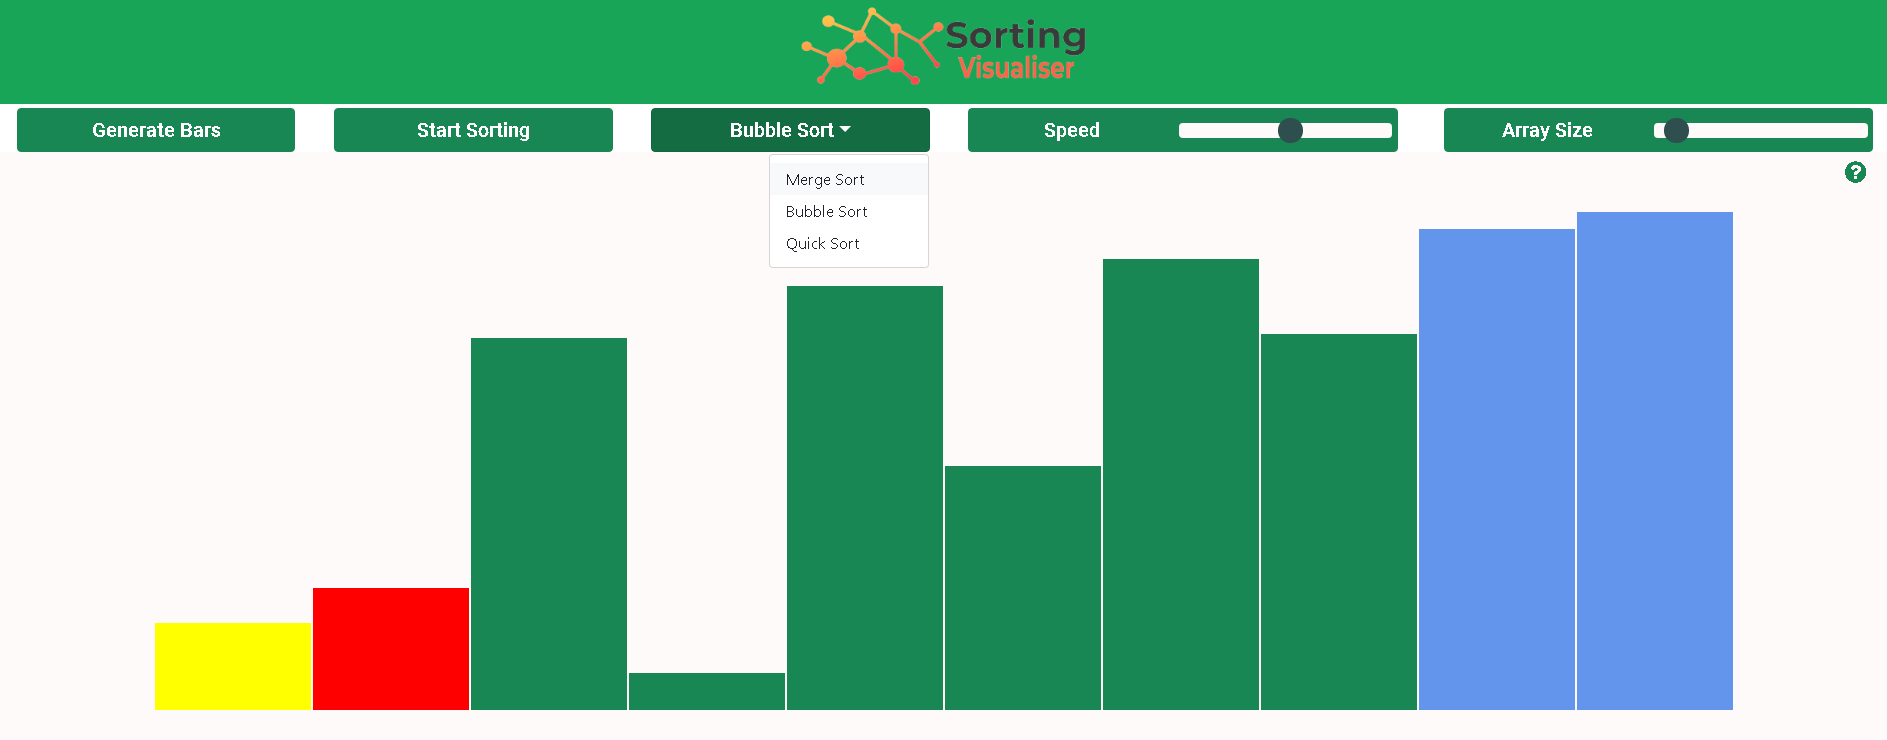 Sorting
Visualiser
Generate Bars
Start Sorting
Bubble Sort
Speed
Array Size
?
Merge Sort
Bubble Sort
Quick Sort